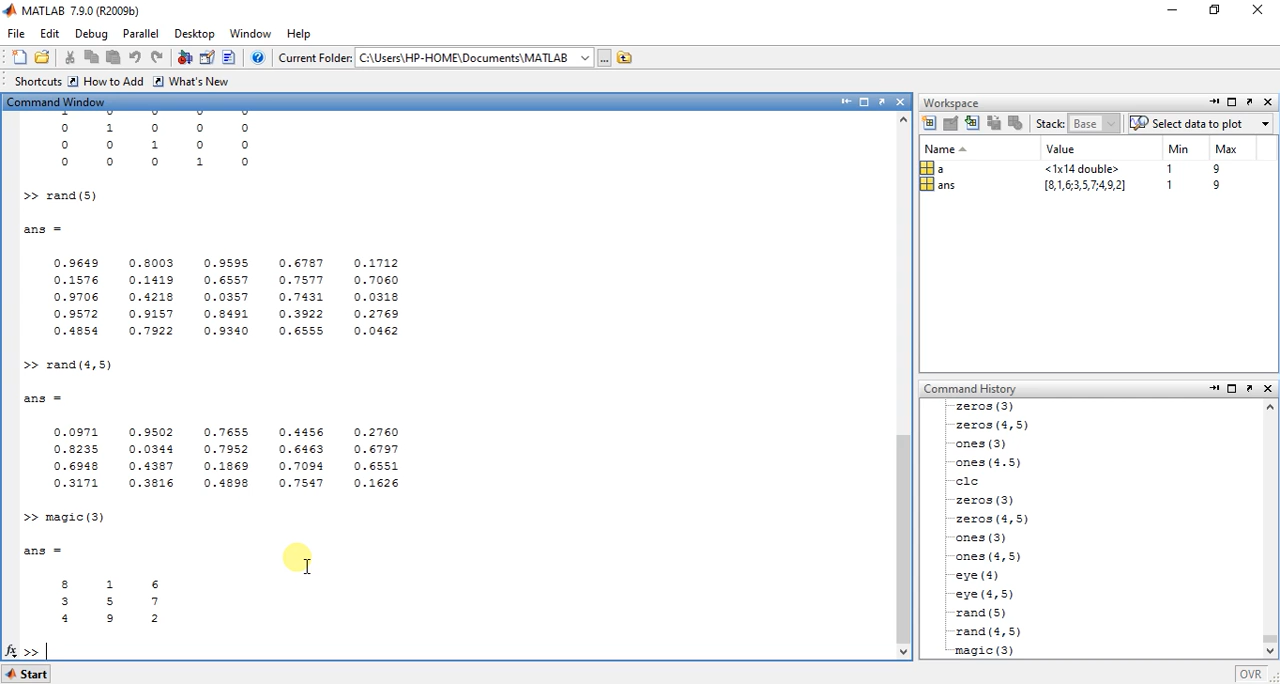 MATLAB 7.9.0 (R2009b)
File Edit Debug Parallel Desktop Window Help
Current Folder: C:\Users\HP-HOME\Documents\MATLAB ...
Shortcuts How to Add What's New
Command Window
1 0 0 0 0
0 1 0 0 0
0 0 1 0 0
0 0 0 1 0
>> rand(5)
ans =
0.9649 0.8003 0.9595 0.6787 0.1712
0.1576 0.1419 0.6557 0.7577 0.7060
0.9706 0.4218 0.0357 0.7431 0.0318
0.9572 0.9157 0.8491 0.3922 0.2769
0.4854 0.7922 0.9340 0.6555 0.0462
>> rand(4,5)
ans =
0.0971 0.9502 0.7655 0.4456 0.2760
0.8235 0.0344 0.7952 0.6463 0.6797
0.6948 0.4387 0.1869 0.7094 0.6551
0.3171 0.3816 0.4898 0.7547 0.1626
>> magic(3)
ans =
8 1 6
3 5 7
4 9 2
fx >>
Workspace
Stack: Base Select data to plot
Name Value Min Max
a <1x14 double> 1 9
ans [8,1,6;3,5,7;4,9,2] 1 9
Command History
zeros(3)
zeros(4,5)
ones(3)
ones(4.5)
clc
zeros(3)
zeros(4,5)
ones(3)
ones(4,5)
eye(4)
eye(4,5)
rand(5)
rand(4,5)
magic(3)
Start
OVR